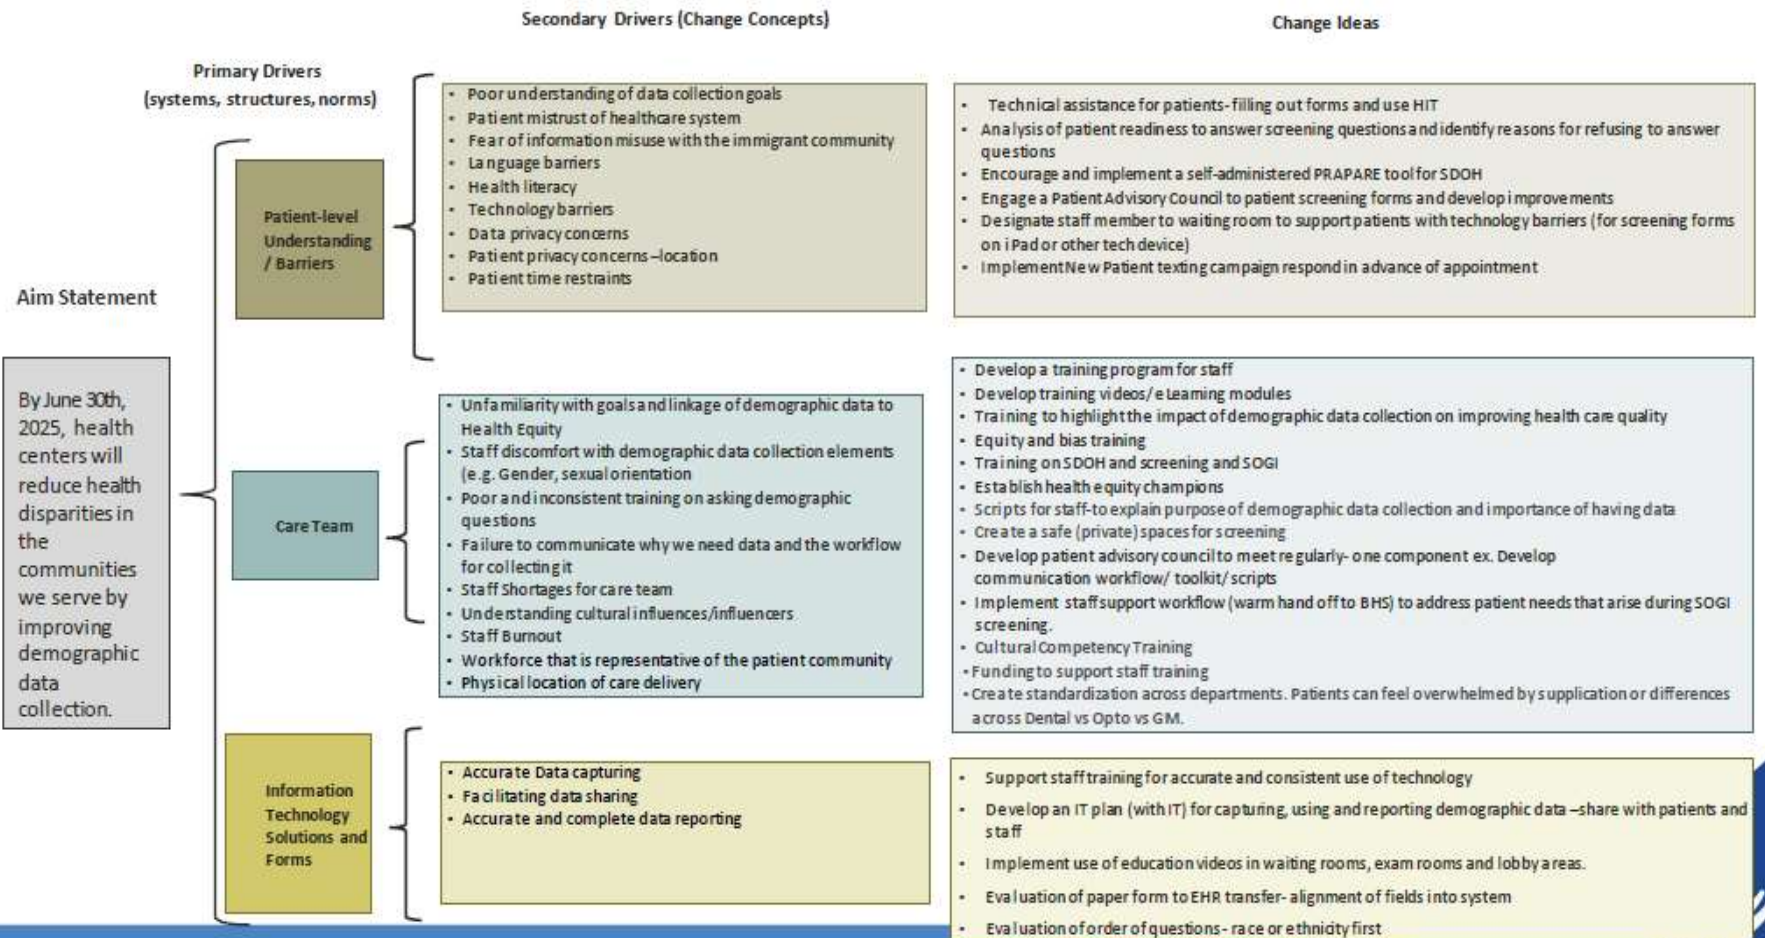 Secondary Drivers (Change Concepts)
Change Ideas
Primary Drivers
(systems, structures, norms)
Aim Statement
By June 30th,
2025, health
centers will
reduce health
disparities in
the
communities
we serve by
improving
demographic
data
collection.
Patient-level
Understanding
/ Barriers
• Poor understanding of data collection goals
• Patient mistrust of healthcare system
• Fear of information misuse with the immigrant community
• Language barriers
• Health literacy
• Technology barriers
• Data privacy concerns
• Patient privacy concerns –location
• Patient time restraints
• Technical assistance for patients- filling out forms and use HIT
• Analysis of patient readiness to answer screening questions and identify reasons for refusing to answer
questions
• Encourage and implement a self-administered PRAPARE tool for SDOH
• Engage a Patient Advisory Council to patient screening forms and develop improvements
• Designate staff member to waiting room to support patients with technology barriers (for screening forms
on iPad or other tech device)
• Implement New Patient texting campaign respond in advance of appointment
Care Team
• Unfamiliarity with goals and linkage of demographic data to
Health Equity
• Staff discomfort with demographic data collection elements
(e.g. Gender, sexual orientation
• Poor and inconsistent training on asking demographic
questions
• Failure to communicate why we need data and the workflow
for collecting it
• Staff Shortages for care team
• Understanding cultural influences/influencers
• Staff Burnout
• Workforce that is representative of the patient community
• Physical location of care delivery
• Develop a training program for staff
• Develop training videos/ eLearning modules
• Training to highlight the impact of demographic data collection on improving health care quality
• Equity and bias training
• Training on SDOH and screening and SOGI
• Establish health equity champions
• Scripts for staff-to explain purpose of demographic data collection and importance of having data
• Create a safe (private) spaces for screening
• Develop patient advisory council to meet regularly- one component ex. Develop
communication workflow/ toolkit/ scripts
• Implement staff support workflow (warm hand off to BHS) to address patient needs that arise during SOGI
screening.
• Cultural Competency Training
• Funding to support staff training
• Create standardization across departments. Patients can feel overwhelmed by supplication or differences
across Dental vs Opto vs GM.
Information
Technology
Solutions and
Forms
• Accurate Data capturing
• Facilitating data sharing
• Accurate and complete data reporting
• Support staff training for accurate and consistent use of technology
• Develop an IT plan (with IT) for capturing, using and reporting demographic data –share with patients and
staff
• Implement use of education videos in waiting rooms, exam rooms and lobby areas.
• Evaluation of paper form to EHR transfer- alignment of fields into system
• Evaluation of order of questions- race or ethnicity first